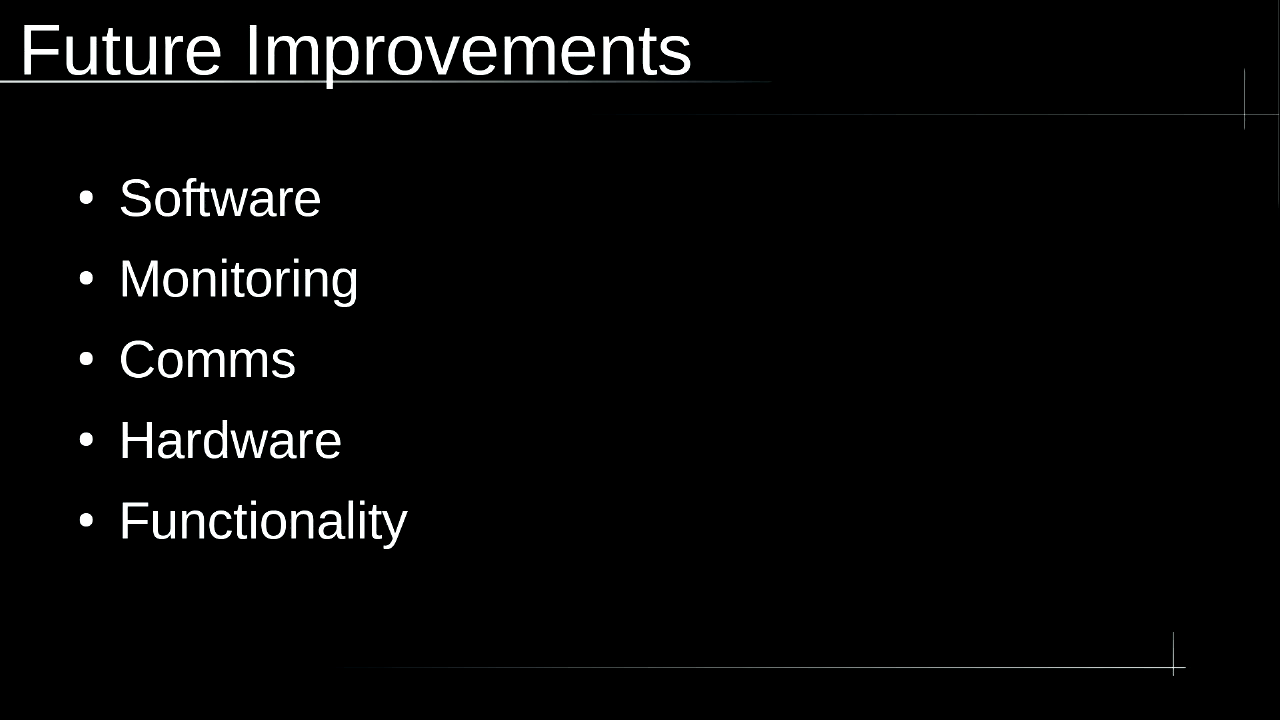 Future Improvements
• Software
• Monitoring
• Comms
• Hardware
• Functionality